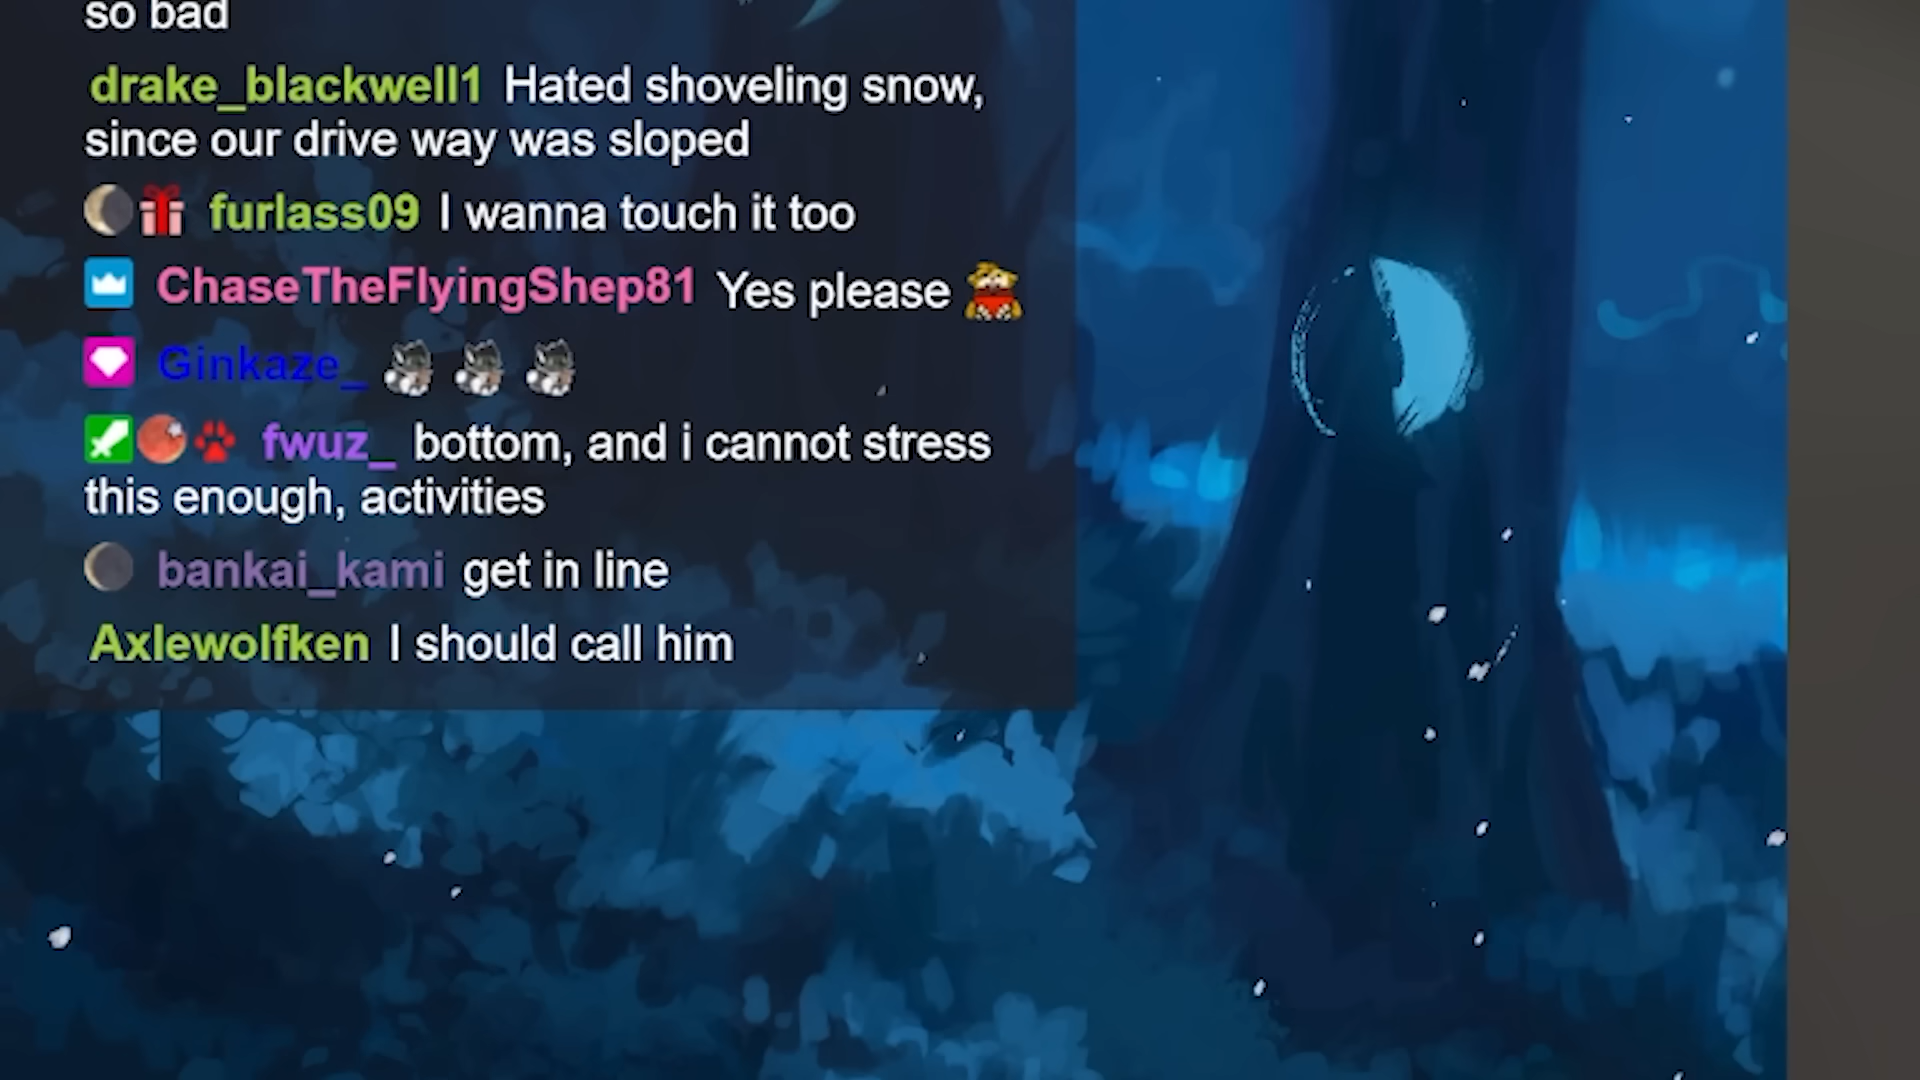 so bad
drake_blackwell1 Hated shoveling snow,
since our drive way was sloped
furlass09 I wanna touch it too
ChaseTheFlyingShep81 Yes please
Ginkaze_
fwuz_ bottom, and i cannot stress
this enough, activities
bankai_kami get in line
Axlewolfken I should call him